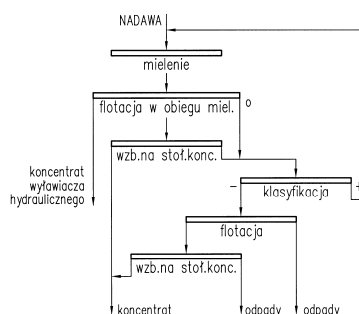 NADAWA
mielenie
flotacja w obiegu miel.
o
wzb.na stoł.konc.
koncentrat
wyławiacza
hydraulicznego
- +
klasyfikacja
flotacja
wzb.na stoł.konc.
koncentrat odpady odpady